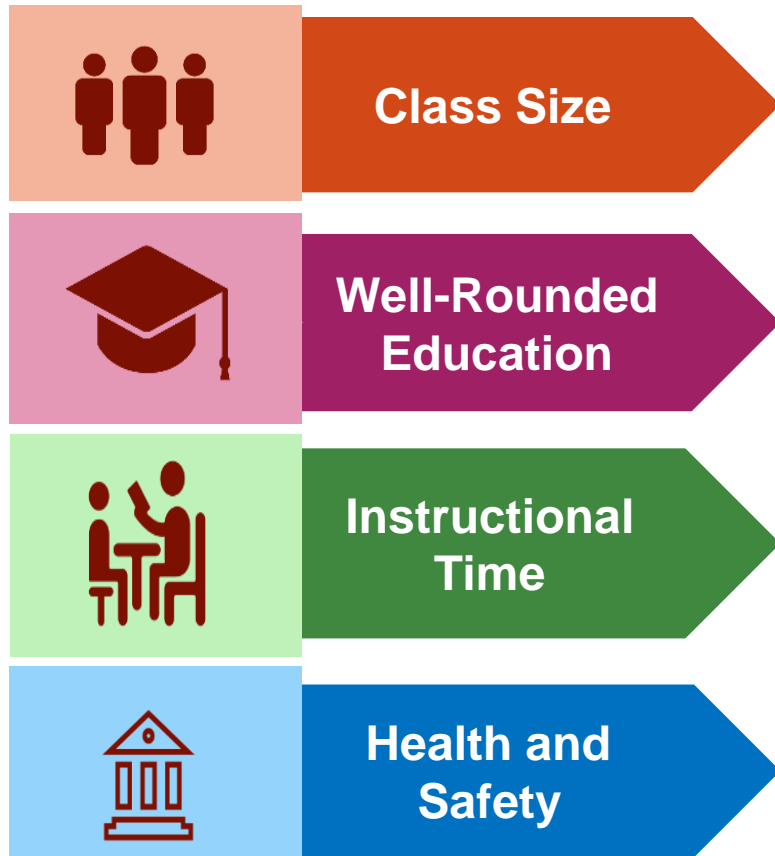 Class Size
Well-Rounded
Education
Instructional
Time
Health and
Safety